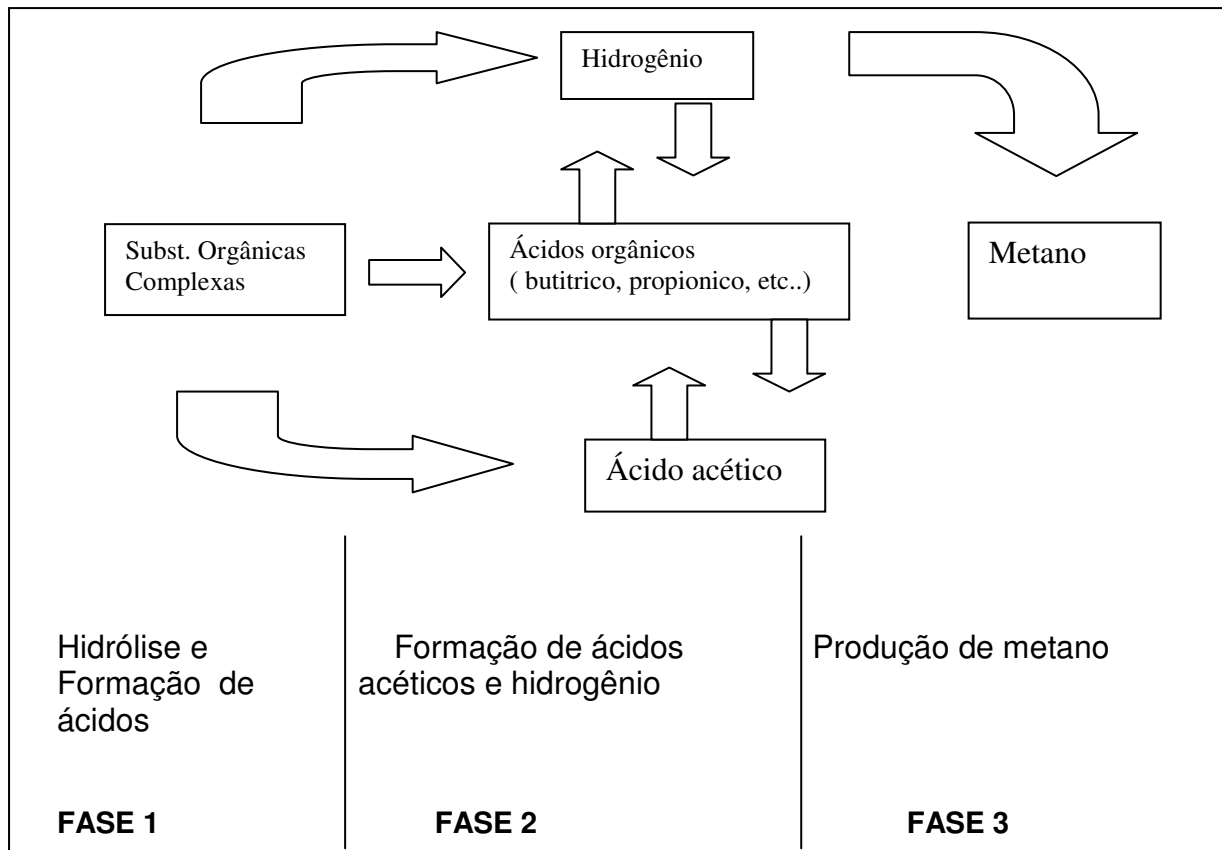 Hidrogênio
Subst. Orgânicas
Complexas
Ácidos orgânicos
( butitrico, propionico, etc..)
Metano
Ácido acético
Hidrólise e
Formação de
ácidos
Formação de ácidos
acéticos e hidrogênio
Produção de metano
FASE 1
FASE 2
FASE 3